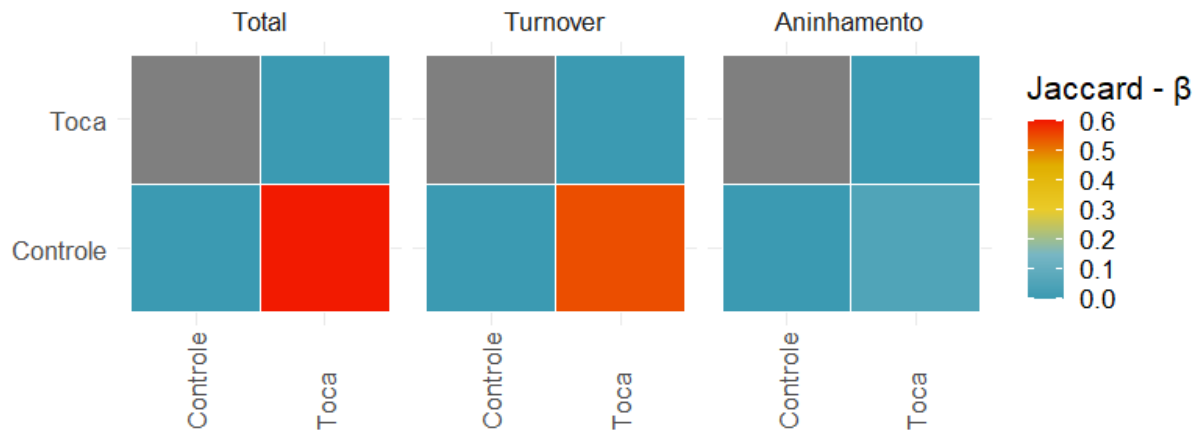 Total
Turnover
Aninhamento
Toca
Controle
Controle
Toca
Controle
Toca
Controle
Toca
Jaccard - β
0.6
0.5
0.4
0.3
0.2
0.1
0.0